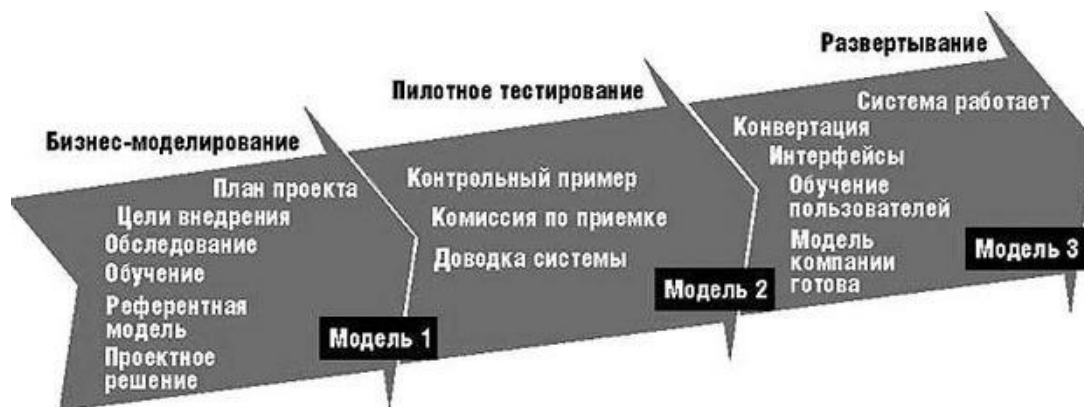 Бизнес-моделирование
План проекта
Цели внедрения
Обследование
Обучение
Референтная
модель
Проектное
решение
Модель 1
Пилотное тестирование
Контрольный пример
Комиссия по приемке
Доводка системы
Модель 2
Развертывание
Система работает
Конвертация
Интерфейсы
Обучение
пользователей
Модель
компании
готова
Модель 3